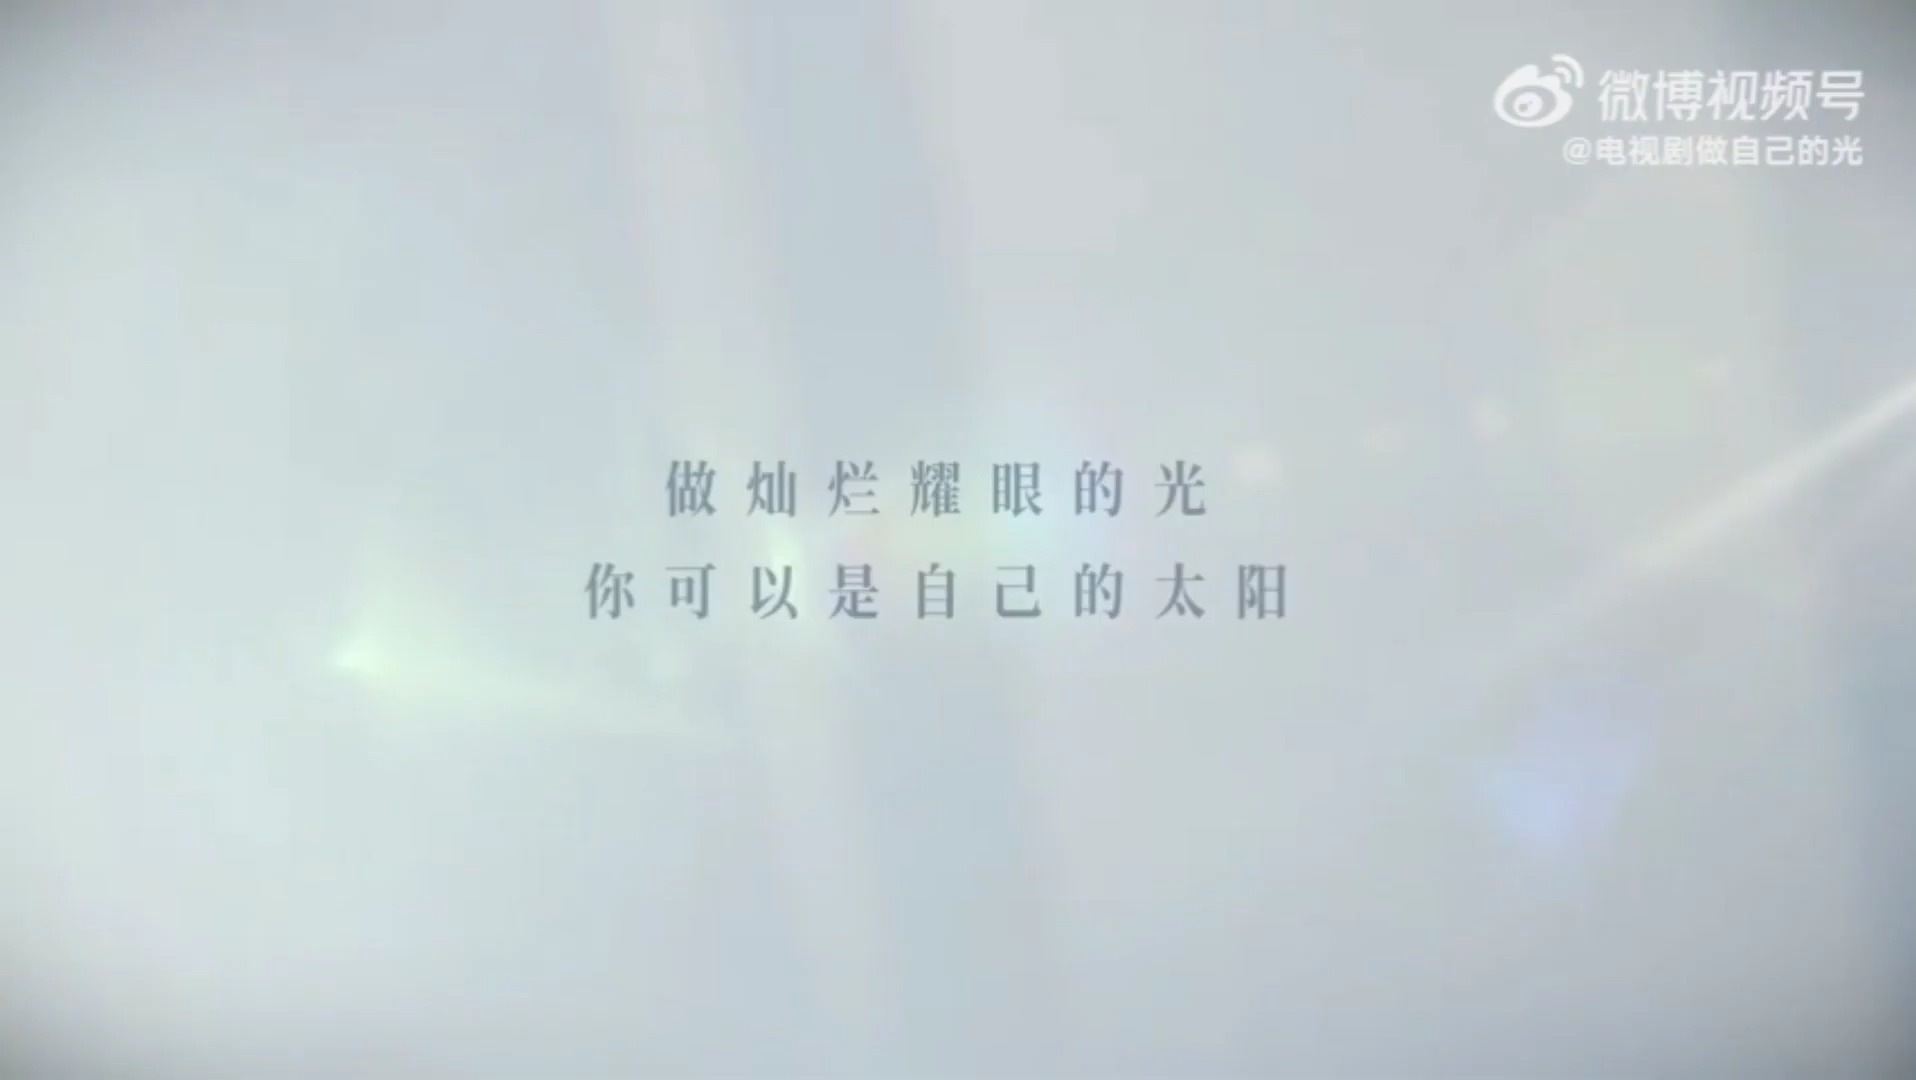 微博视频号
@电视剧做自己的光
做灿烂耀眼的光
你可以是自己的太阳